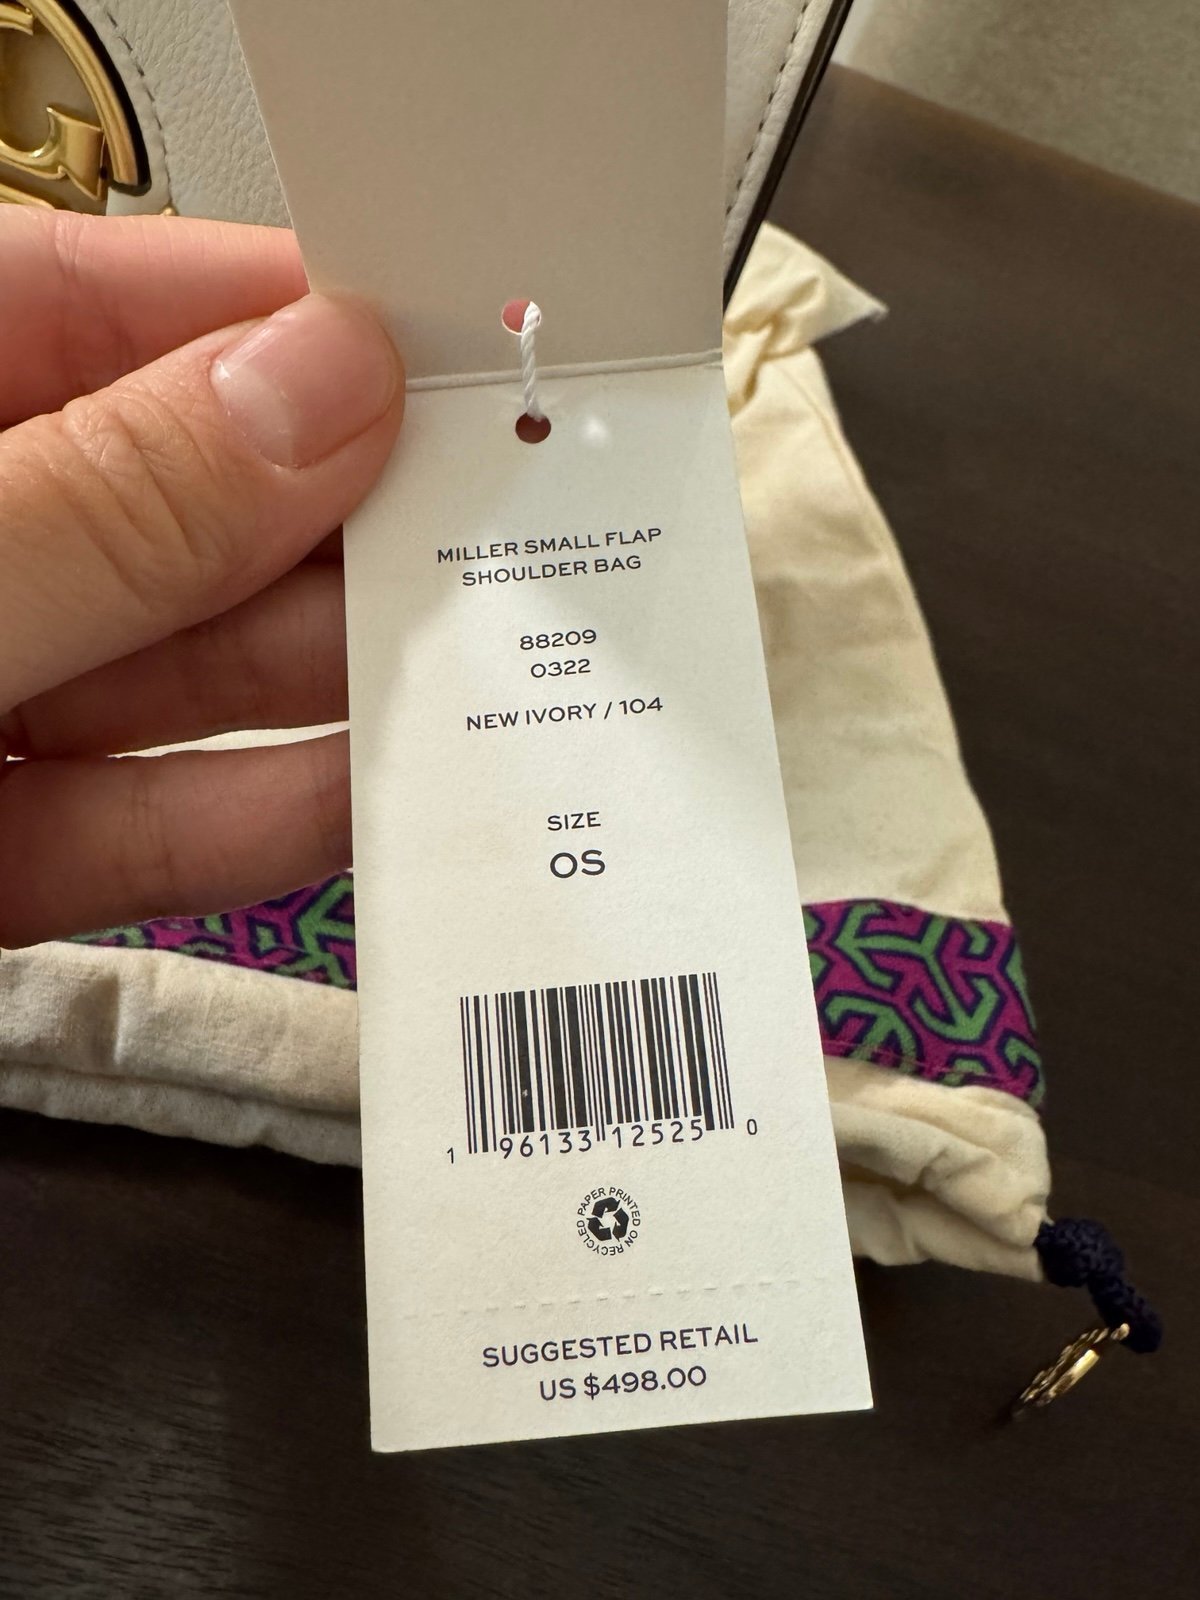 MILLER SMALL FLAP
SHOULDER BAG
88209
0322
NEW IVORY / 104
SIZE
OS
1 96133 12525 0
PAPER PRINTED ON RECYCLED
SUGGESTED RETAIL
US $498.00